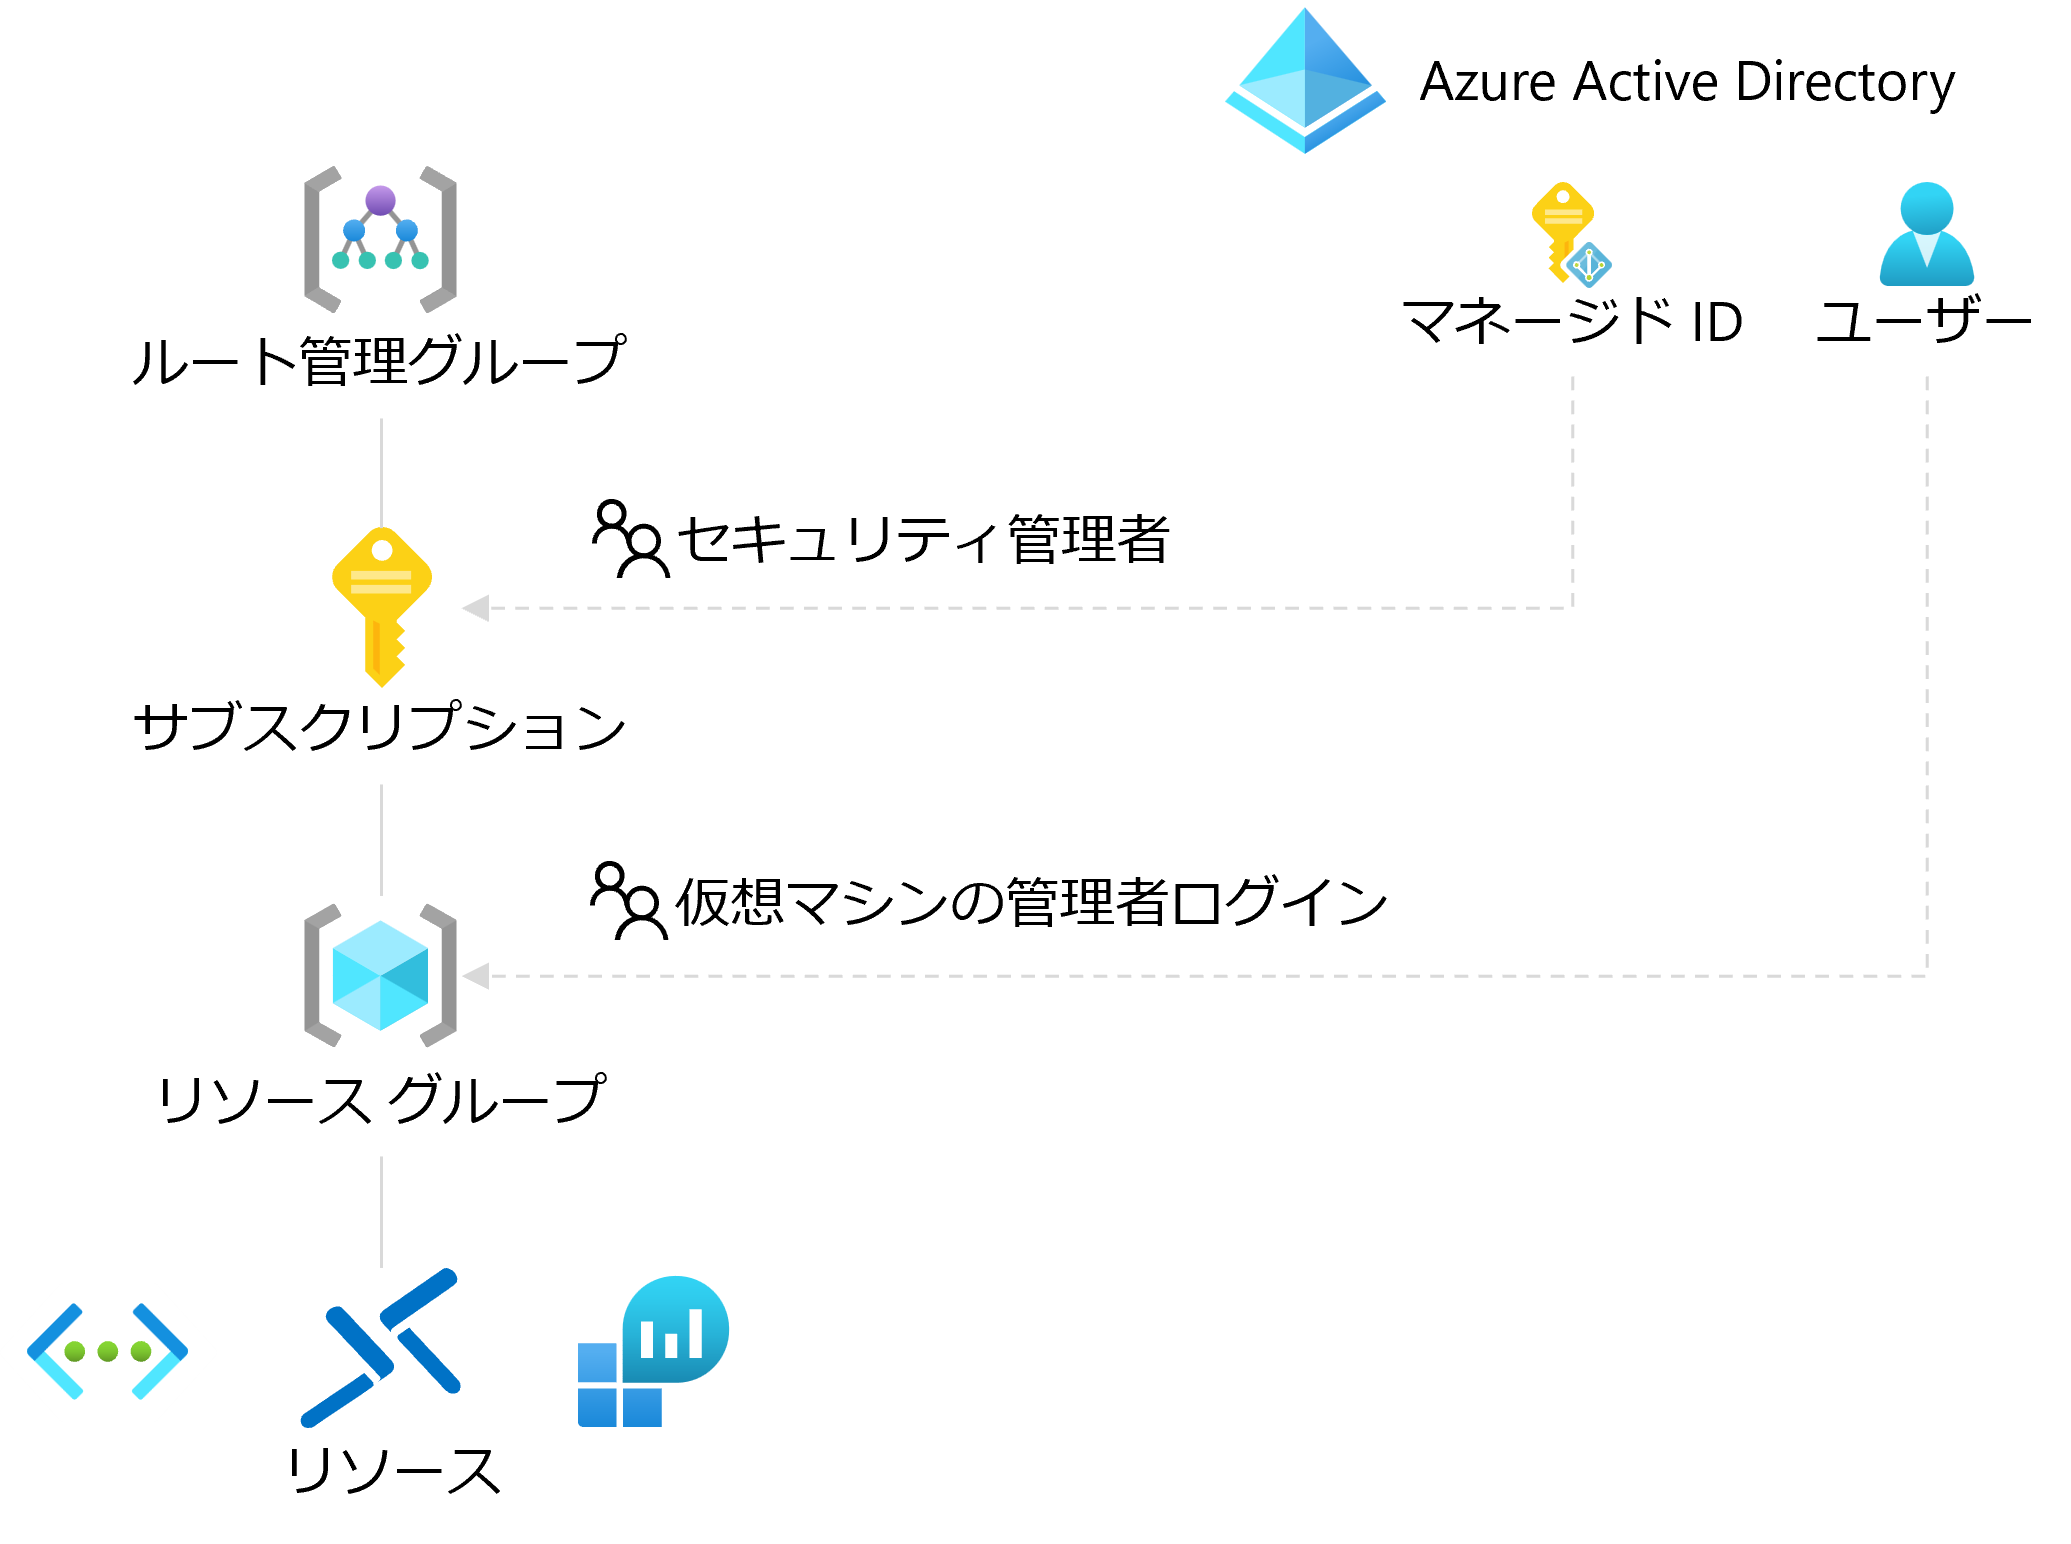 Azure Active Directory
マネージド ID
ユーザー
ルート管理グループ
セキュリティ管理者
サブスクリプション
仮想マシンの管理者ログイン
リソース グループ
リソース